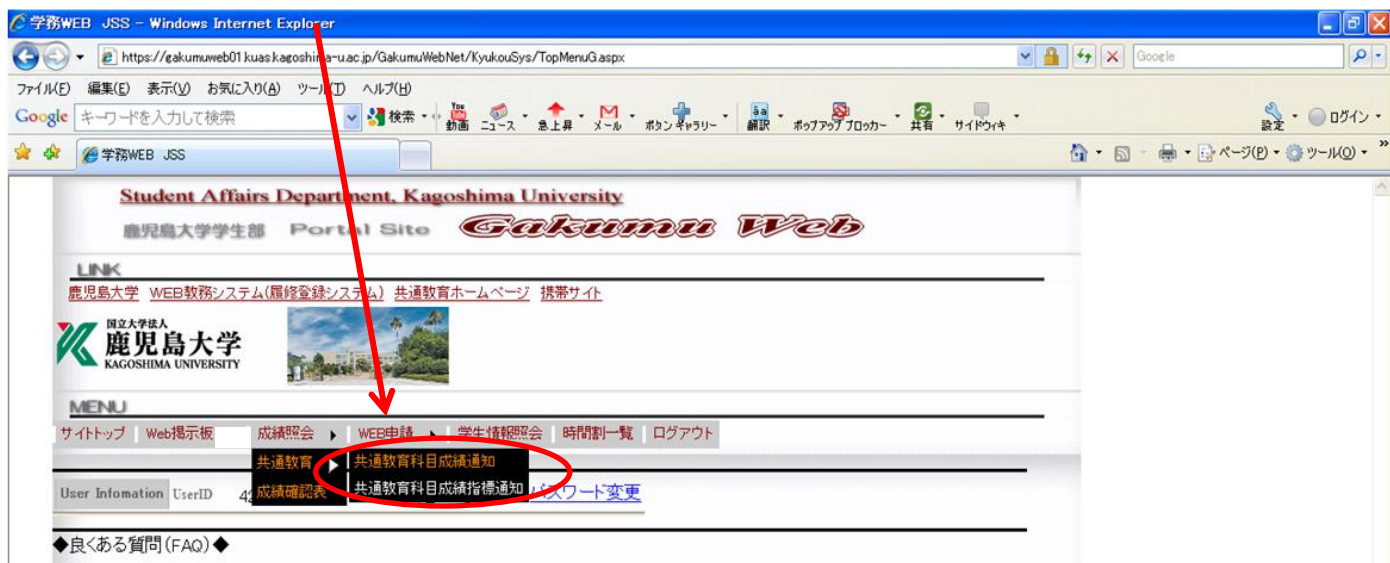 学務WEB JSS - Windows Internet Explorer
https://gakumuweb01.kuas.kagoshima-u.ac.jp/GakumuWebNet/KyukouSys/TopMenuG.aspx
Google
ファイル(F) 編集(E) 表示(V) お気に入り(A) ツール(T) ヘルプ(H)
Google キーワードを入力して検索 検索 You 動画 ニュース 急上昇 メール ボタン ギャラリー 翻訳 ポップアップ ブロッカー 共有 サイドウィキ 設定 ログイン
学務WEB JSS ページ(P) ツール(O) »
Student Affairs Department, Kagoshima University
鹿児島大学学生部 Portal Site Gakumu Web
LINK
鹿児島大学 WEB教務システム(履修登録システム) 共通教育ホームページ 携帯サイト
国立大学法人
鹿児島大学
KAGOSHIMA UNIVERSITY
MENU
サイトトップ Web掲示板 成績照会 WEB申請 学生情報照会 時間割一覧 ログアウト
共通教育 共通教育科目成績通知
User Infomation UserID 42 成績確認表 共通教育科目成績指標通知 パスワード変更
◆良くある質問(FAQ)◆